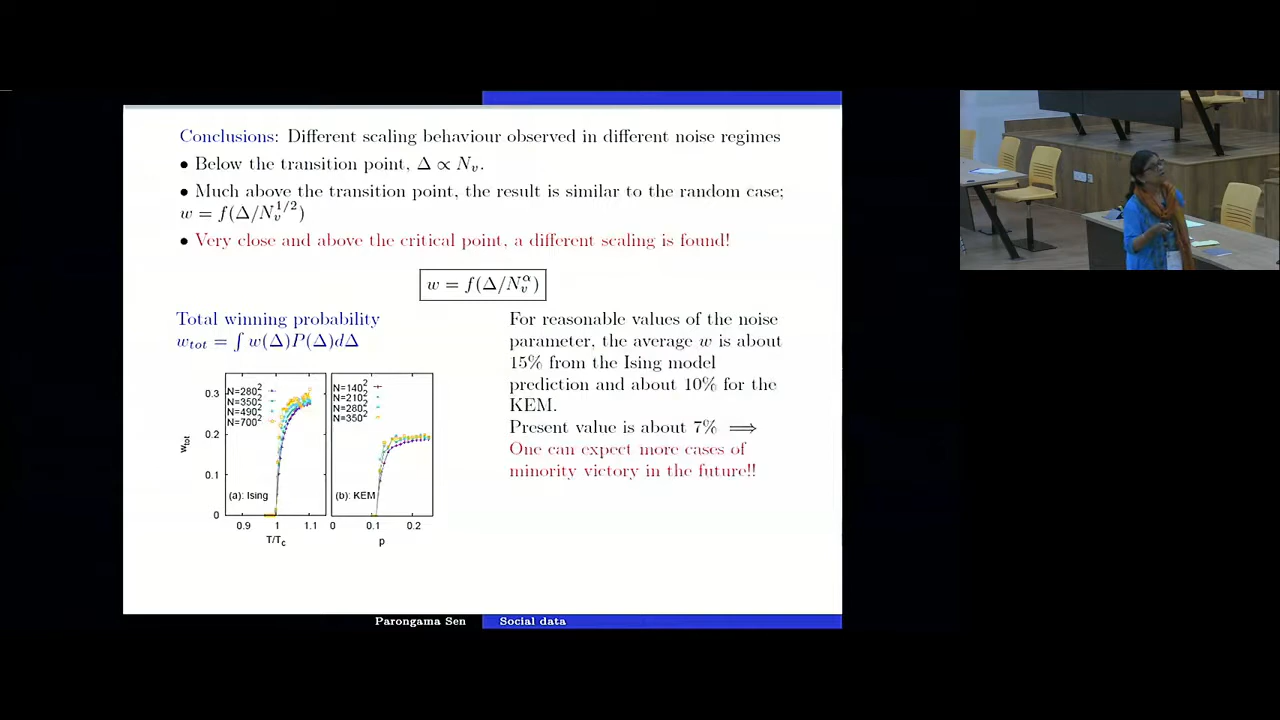 Conclusions: Different scaling behaviour observed in different noise regimes
• Below the transition point, Δ ∝ N_v.
• Much above the transition point, the result is similar to the random case;
w = f(Δ/N_v^{1/2})
• Very close and above the critical point, a different scaling is found!
w = f(Δ/N_v^α)
Total winning probability
w_{tot} = ∫ w(Δ)P(Δ)dΔ
For reasonable values of the noise
parameter, the average w is about
15% from the Ising model
prediction and about 10% for the
KEM.
Present value is about 7% ⟹
One can expect more cases of
minority victory in the future!!
w_{tot}
0.3
0.2
0.1
0
N=280²
N=350²
N=490²
N=700²
(a): Ising
0.9 1 1.1
T/T_c
N=140²
N=210²
N=280²
N=350²
(b): KEM
0 0.1 0.2
p
Parongama Sen
Social data